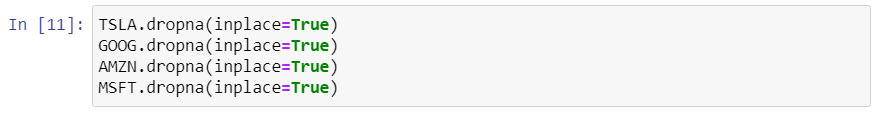 In [11]: TSLA.dropna(inplace=True)
GOOG.dropna(inplace=True)
AMZN.dropna(inplace=True)
MSFT.dropna(inplace=True)